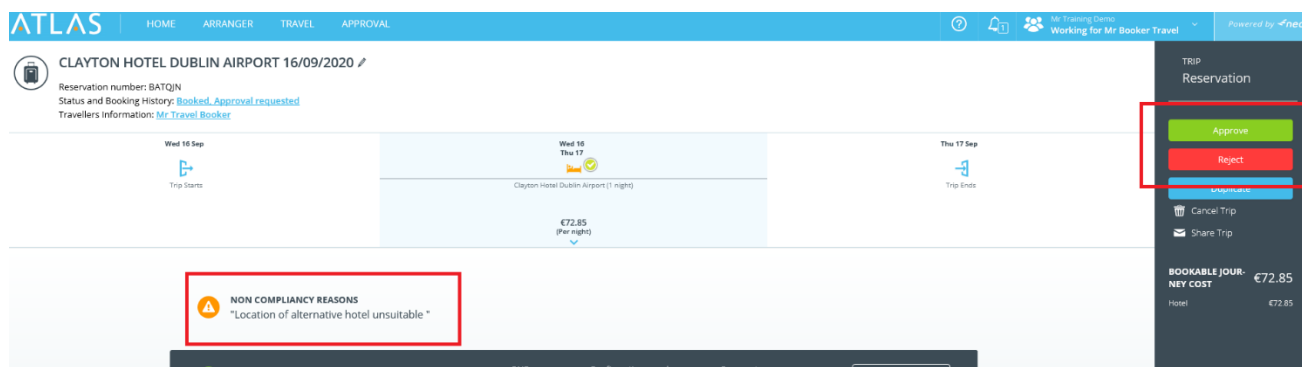 ATLAS
HOME ARRANGER TRAVEL APPROVAL
1
Mr Training Demo
Working for Mr Booker Travel
Powered by
CLAYTON HOTEL DUBLIN AIRPORT 16/09/2020
Reservation number: BATQJN
Status and Booking History: Booked, Approval requested
Travellers Information: Mr Travel Booker
Wed 16 Sep
Trip Starts
Wed 16
Thu 17
Clayton Hotel Dublin Airport (1 night)
€72.85
(Per night)
Thu 17 Sep
Trip Ends
NON COMPLIANCY REASONS
"Location of alternative hotel unsuitable "
TRIP
Reservation
Approve
Reject
Duplicate
Cancel Trip
Share Trip
BOOKABLE JOUR-
NEY COST €72.85
Hotel €72.85